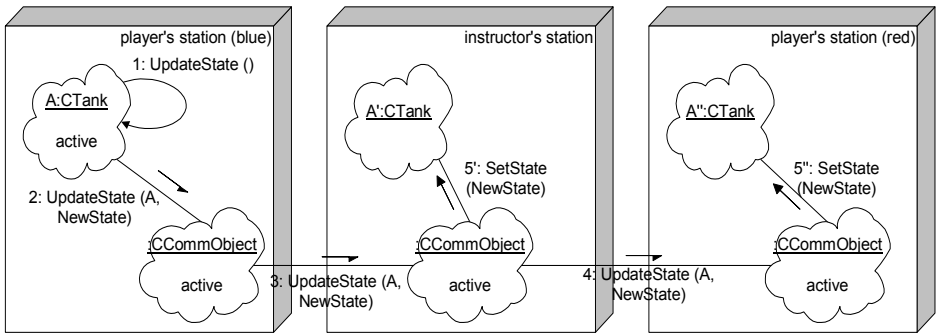 player's station (blue)
1: UpdateState ()
A:CTank
active
2: UpdateState (A,
NewState)
:CCommObject
active
3: UpdateState (A,
NewState)
instructor's station
A':CTank
5': SetState
(NewState)
:CCommObject
active
4: UpdateState (A,
NewState)
player's station (red)
A'':CTank
5'': SetState
(NewState)
:CCommObject
active